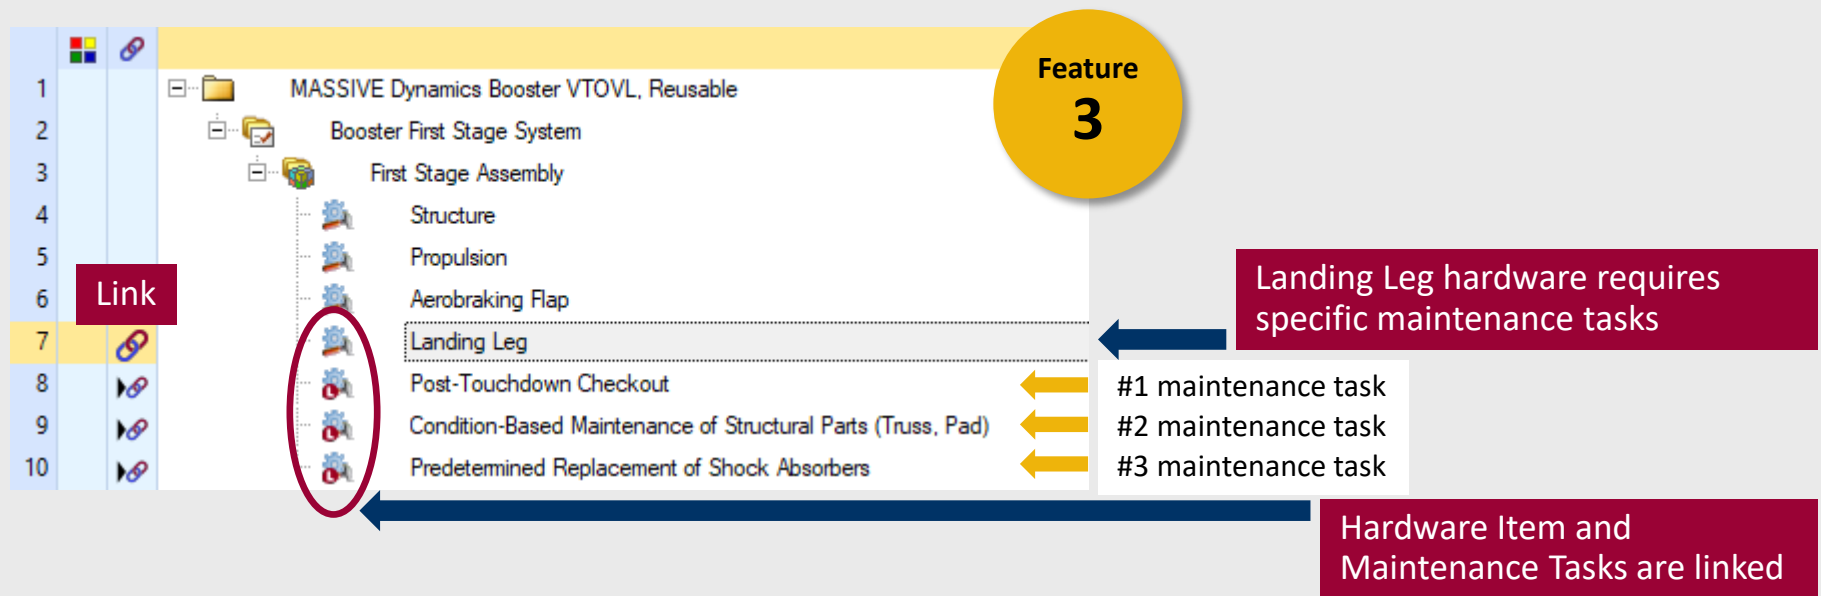 Feature
3
1 MASSIVE Dynamics Booster VTOVL, Reusable
2 Booster First Stage System
3 First Stage Assembly
4 Structure
5 Propulsion
6 Aerobraking Flap
Link
7 Landing Leg
8 Post-Touchdown Checkout
9 Condition-Based Maintenance of Structural Parts (Truss, Pad)
10 Predetermined Replacement of Shock Absorbers
Landing Leg hardware requires
specific maintenance tasks
#1 maintenance task
#2 maintenance task
#3 maintenance task
Hardware Item and
Maintenance Tasks are linked